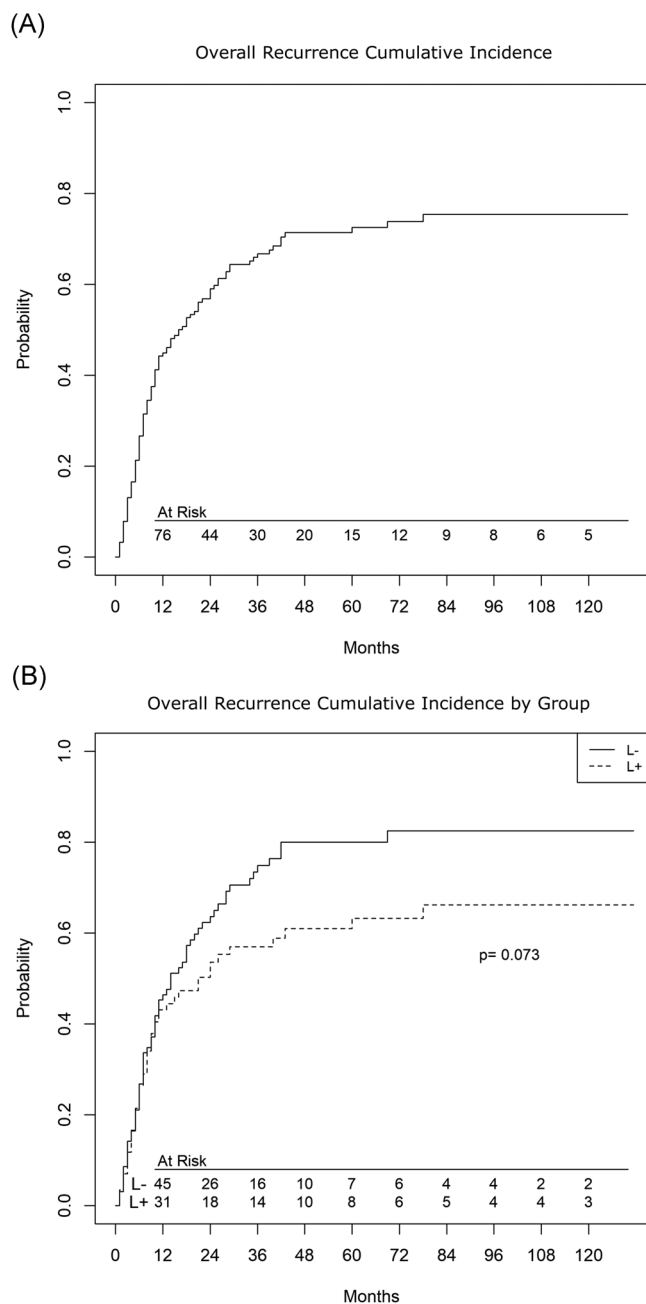 (A)
Overall Recurrence Cumulative Incidence
Probability
1.0
0.8
0.6
0.4
0.2
0.0
At Risk
76 44 30 20 15 12 9 8 6 5
0 12 24 36 48 60 72 84 96 108 120
Months
(B)
Overall Recurrence Cumulative Incidence by Group
Probability
1.0
0.8
0.6
0.4
0.2
0.0
L-
L+
p= 0.073
At Risk
L- 45 26 16 10 7 6 4 4 2 2
L+ 31 18 14 10 8 6 5 4 4 3
0 12 24 36 48 60 72 84 96 108 120
Months